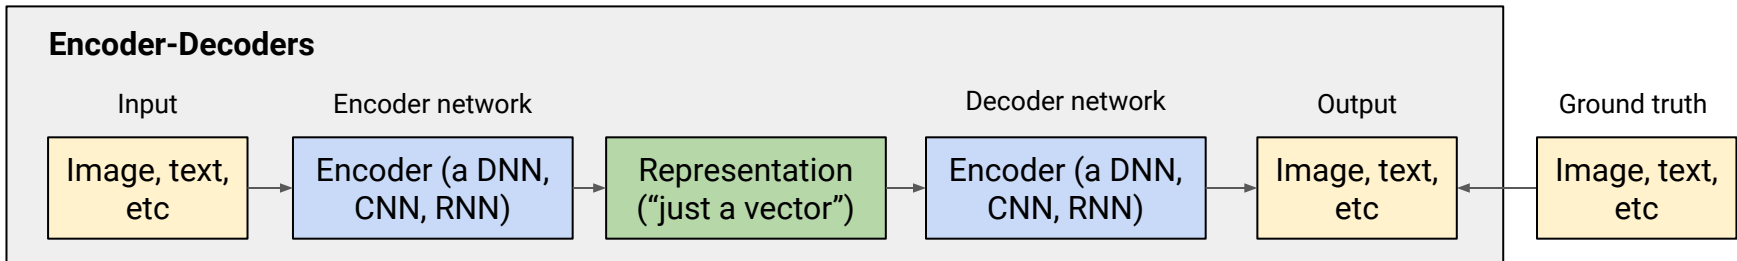 Encoder-Decoders
Input
Encoder network
Decoder network
Output
Ground truth
Image, text,
etc
Encoder (a DNN,
CNN, RNN)
Representation
(“just a vector”)
Encoder (a DNN,
CNN, RNN)
Image, text,
etc
Image, text,
etc